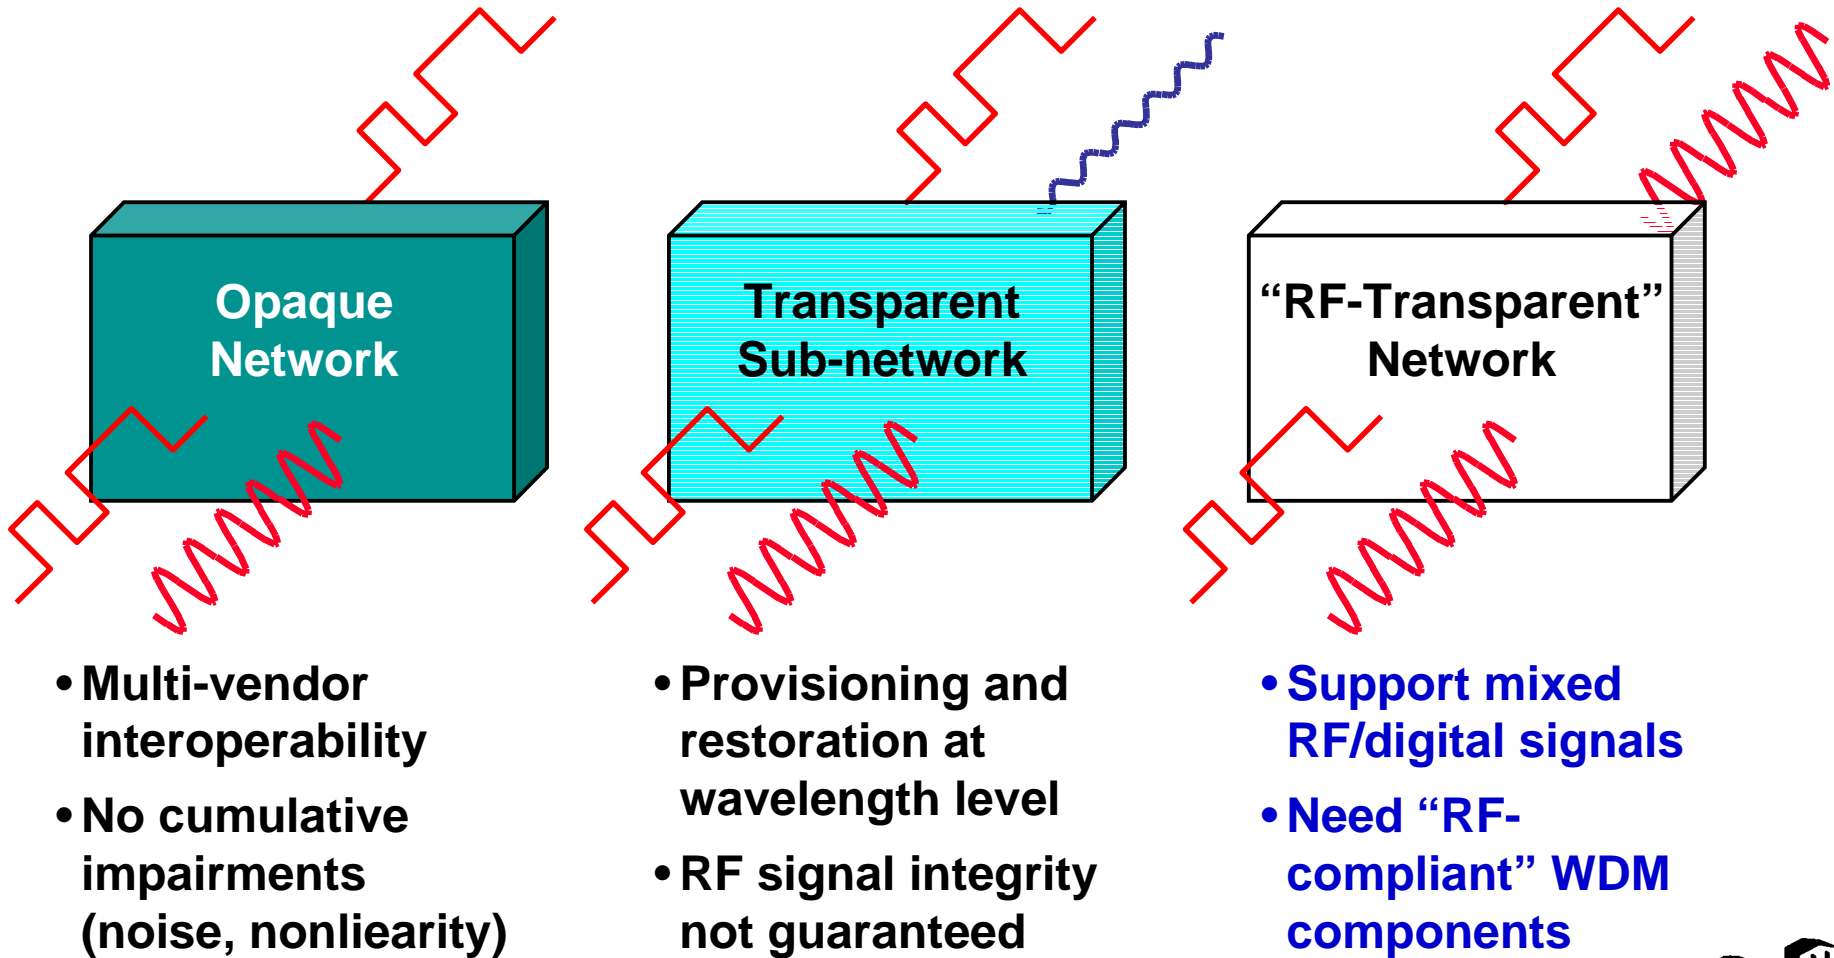 Opaque
Network
Transparent
Sub-network
“RF-Transparent”
Network
• Multi-vendor
interoperability
• No cumulative
impairments
(noise, nonliearity)
• Provisioning and
restoration at
wavelength level
• RF signal integrity
not guaranteed
• Support mixed
RF/digital signals
• Need “RF-
compliant” WDM
components